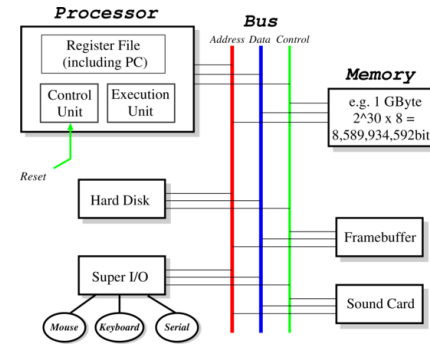 Processor
Bus
Address Data Control
Register File
(including PC)
Control
Unit
Execution
Unit
Reset
Memory
e.g. 1 GByte
2^30 x 8 =
8,589,934,592bit
Hard Disk
Framebuffer
Super I/O
Sound Card
Mouse
Keyboard
Serial